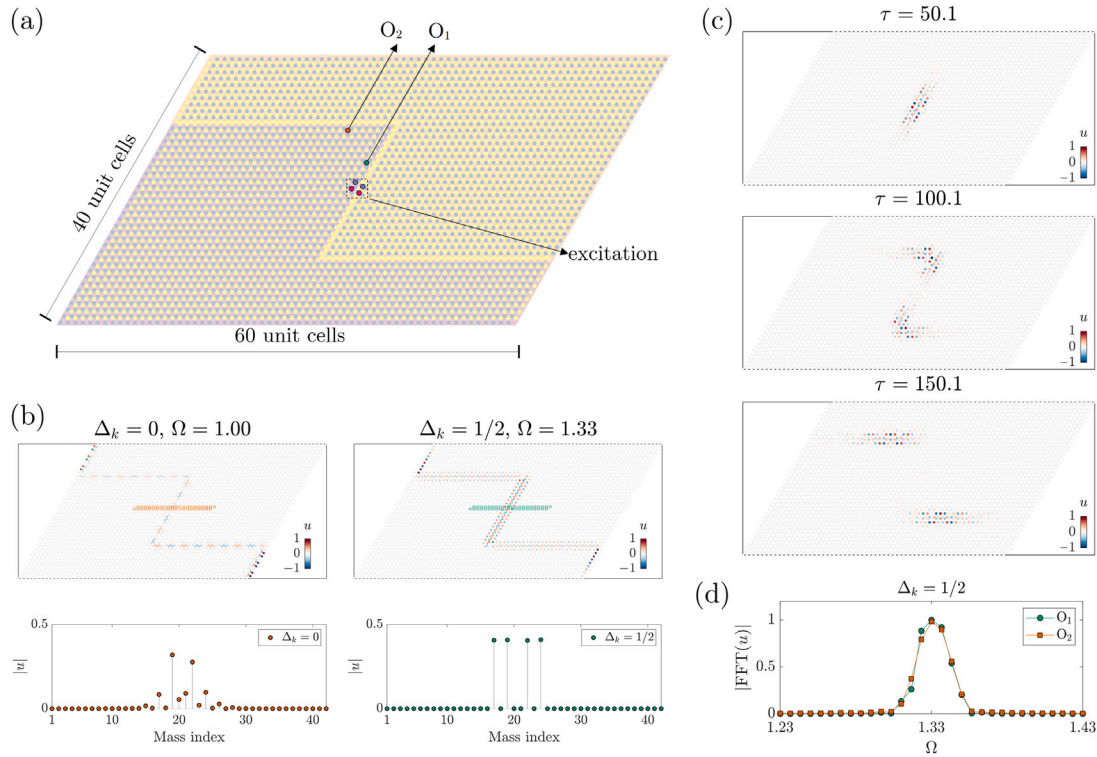 (a)
O₂ O₁
40 unit cells
excitation
60 unit cells
(b)
Δₖ = 0, Ω = 1.00
u
1
0
−1
|u|
0.5
0
Δₖ = 0
1 10 20 30 40
Mass index
Δₖ = 1/2, Ω = 1.33
u
1
0
−1
|u|
0.5
0
Δₖ = 1/2
1 10 20 30 40
Mass index
(c)
τ = 50.1
u
1
0
−1
τ = 100.1
u
1
0
−1
τ = 150.1
u
1
0
−1
(d)
Δₖ = 1/2
|FFT(u)|
1
0.5
0
O₁
O₂
1.23 1.33 1.43
Ω